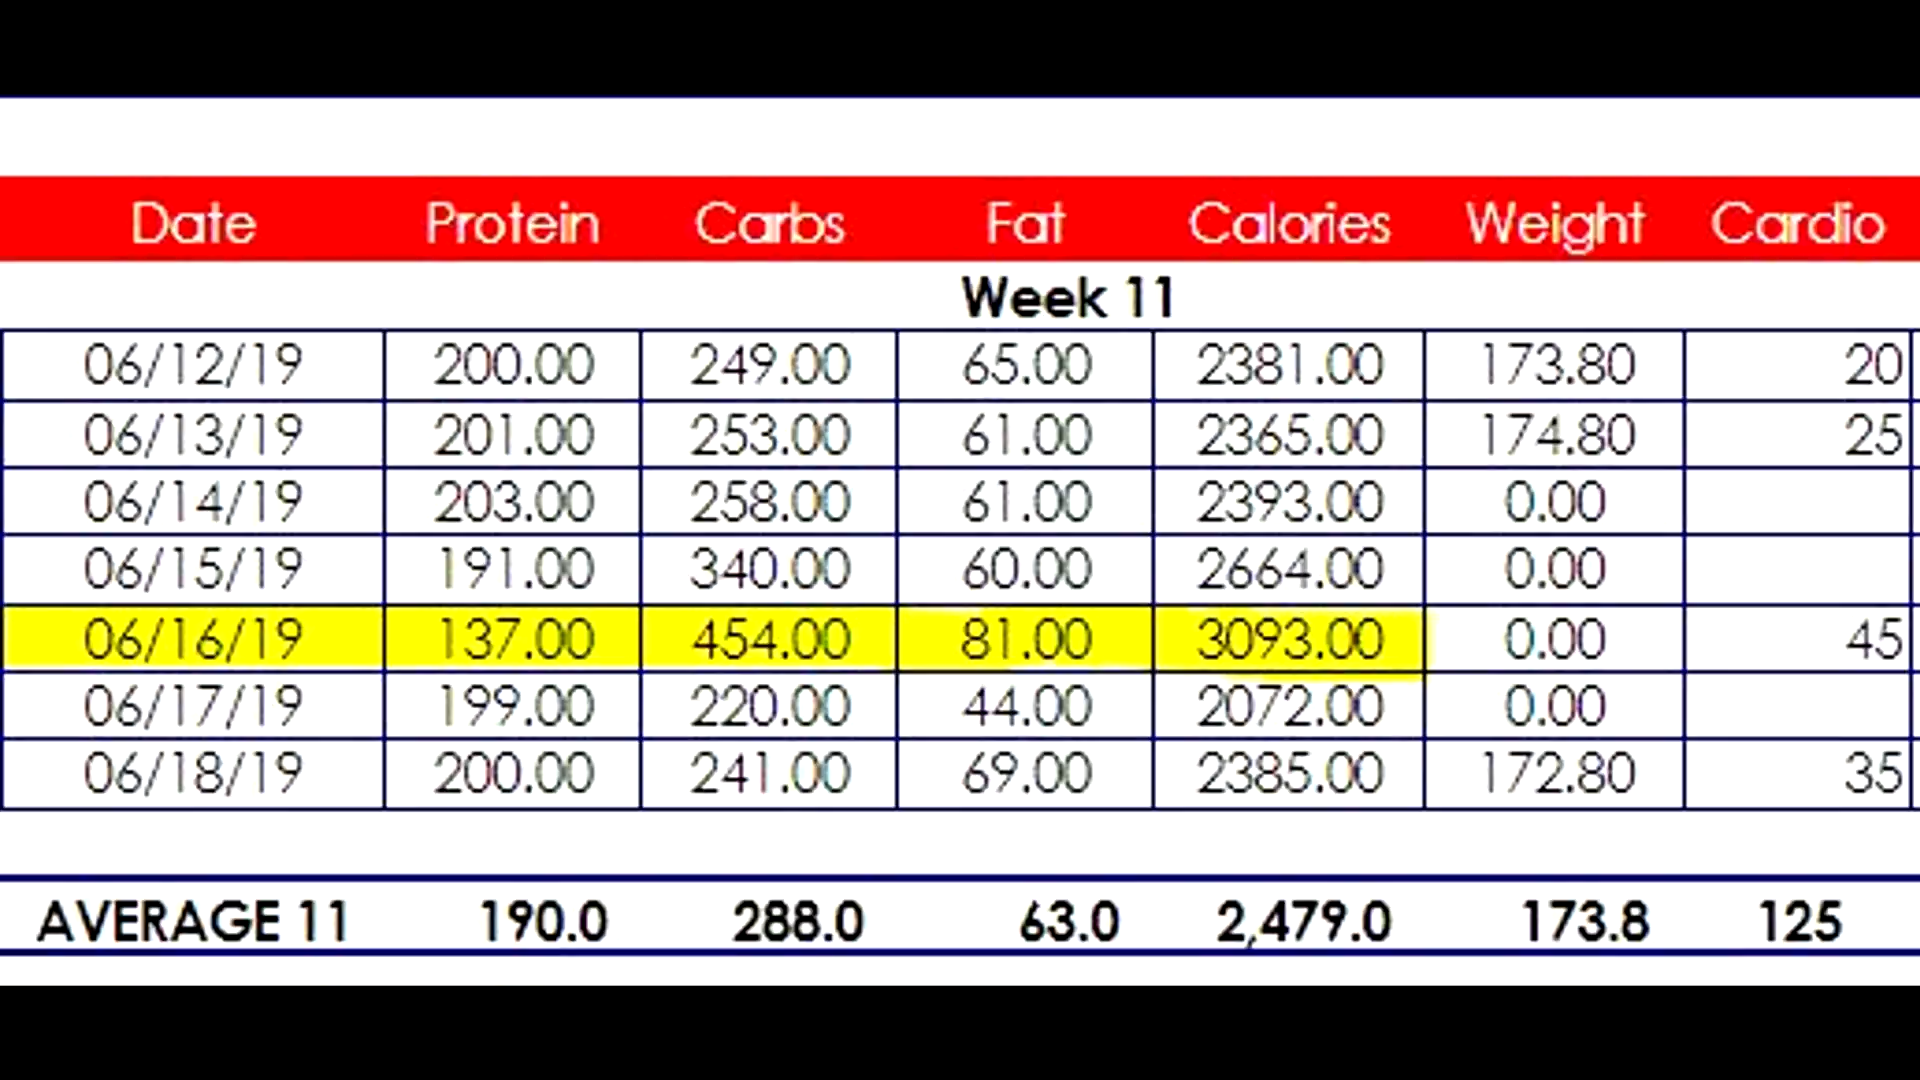 Date Protein Carbs Fat Calories Weight Cardio
Week 11
06/12/19 200.00 249.00 65.00 2381.00 173.80 20
06/13/19 201.00 253.00 61.00 2365.00 174.80 25
06/14/19 203.00 258.00 61.00 2393.00 0.00
06/15/19 191.00 340.00 60.00 2664.00 0.00
06/16/19 137.00 454.00 81.00 3093.00 0.00 45
06/17/19 199.00 220.00 44.00 2072.00 0.00
06/18/19 200.00 241.00 69.00 2385.00 172.80 35
AVERAGE 11 190.0 288.0 63.0 2,479.0 173.8 125